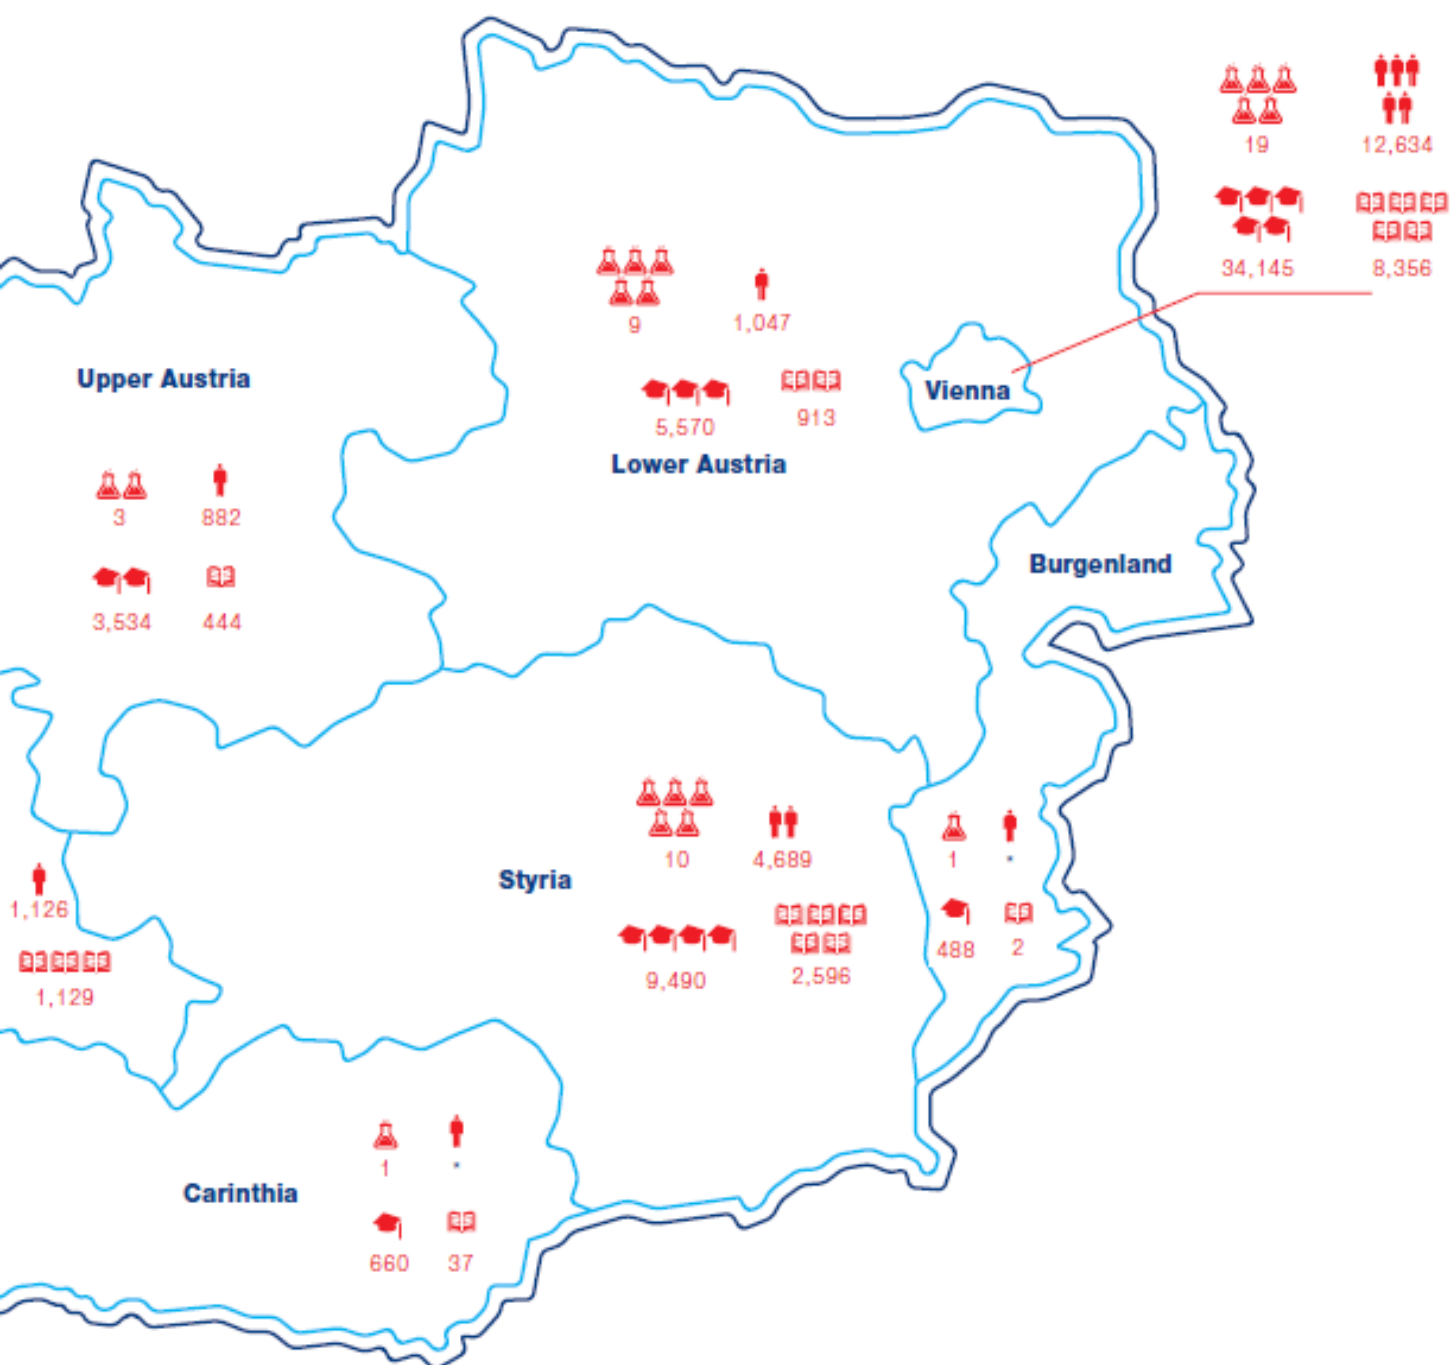 19 12,634
34,145 8,356
9 1,047
5,570 913
Lower Austria
Vienna
Upper Austria
3 882
3,534 444
Burgenland
10 4,689
Styria
9,490 2,596
1 *
488 2
1,126
1,129
1 *
Carinthia
660 37